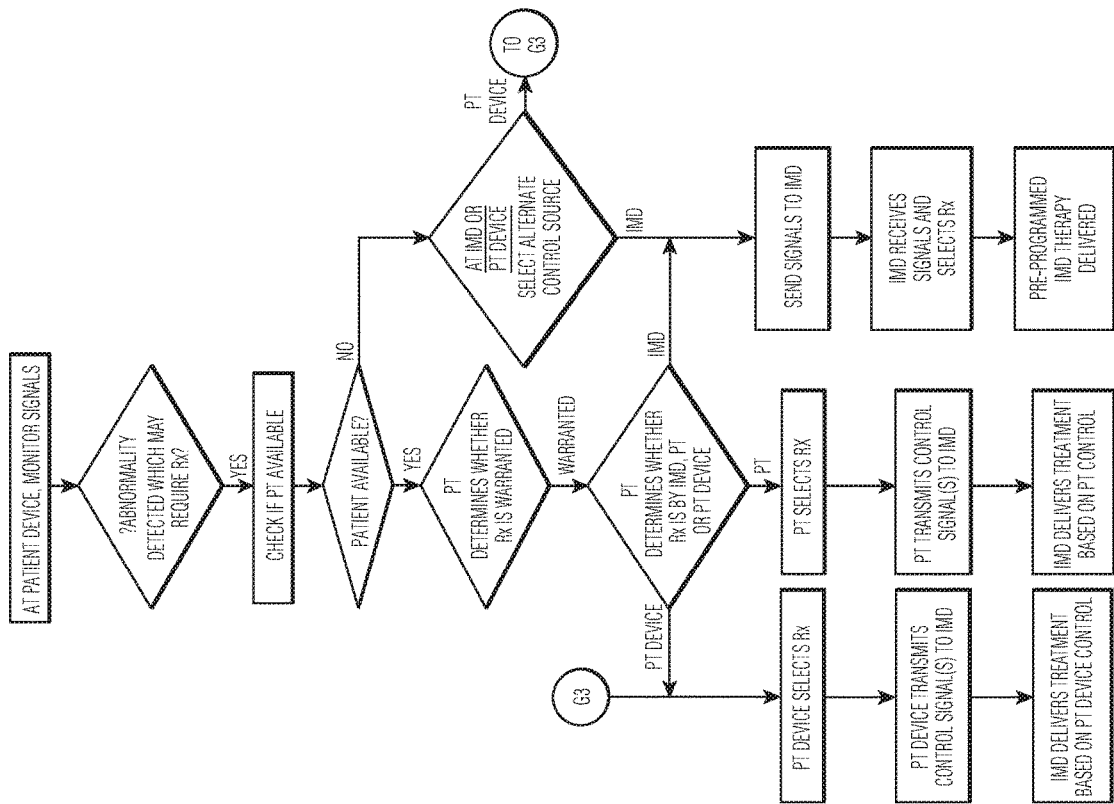 AT PATIENT DEVICE, MONITOR SIGNALS
?ABNORMALITY
DETECTED WHICH MAY
REQUIRE Rx?
YES
CHECK IF PT AVAILABLE
PATIENT AVAILABLE?
NO
YES
AT IMD OR
PT DEVICE
SELECT ALTERNATE
CONTROL SOURCE
PT
DEVICE
TO
G3
IMD
PT
DETERMINES WHETHER
Rx IS WARRANTED
WARRANTED
PT
DETERMINES WHETHER
Rx IS BY IMD, PT
OR PT DEVICE
PT DEVICE
IMD
PT
G3
PT DEVICE SELECTS Rx
PT DEVICE TRANSMITS
CONTROL SIGNAL(S) TO IMD
IMD DELIVERS TREATMENT
BASED ON PT DEVICE CONTROL
PT SELECTS RX
PT TRANSMITS CONTROL
SIGNAL(S) TO IMD
IMD DELIVERS TREATMENT
BASED ON PT CONTROL
SEND SIGNALS TO IMD
IMD RECEIVES
SIGNALS AND
SELECTS Rx
PRE-PROGRAMMED
IMD THERAPY
DELIVERED